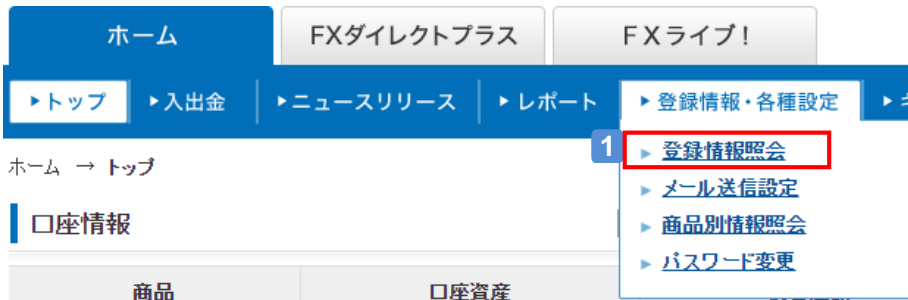 ホーム FXダイレクトプラス FXライブ!
▶トップ ▶入出金 ▶ニュースリリース ▶レポート ▶登録情報・各種設定 ▶
1 ▶ 登録情報照会
ホーム → トップ
▶ メール送信設定
口座情報
▶ 商品別情報照会
▶ パスワード変更
商品 口座資産